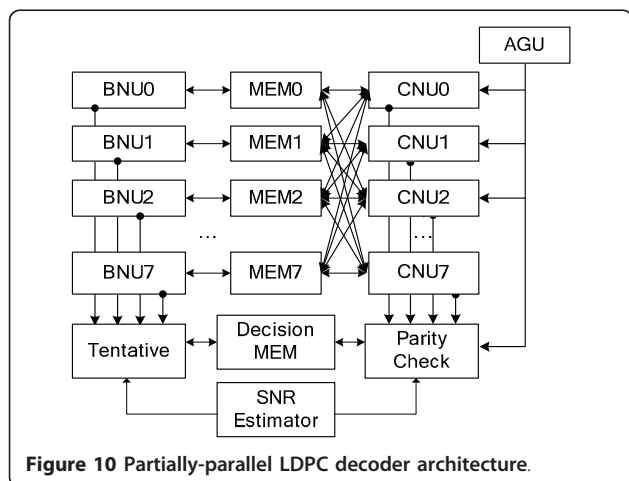 AGU
BNU0 MEM0 CNU0
BNU1 MEM1 CNU1
BNU2 MEM2 CNU2
... ...
BNU7 MEM7 CNU7
Tentative
Decision
MEM
Parity
Check
SNR
Estimator
Figure 10 Partially-parallel LDPC decoder architecture.